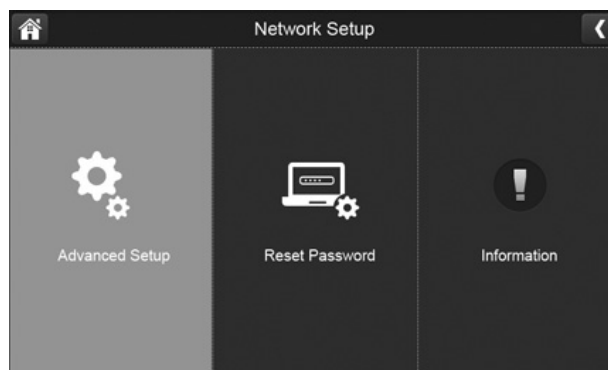 Network Setup
Advanced Setup
Reset Password
Information